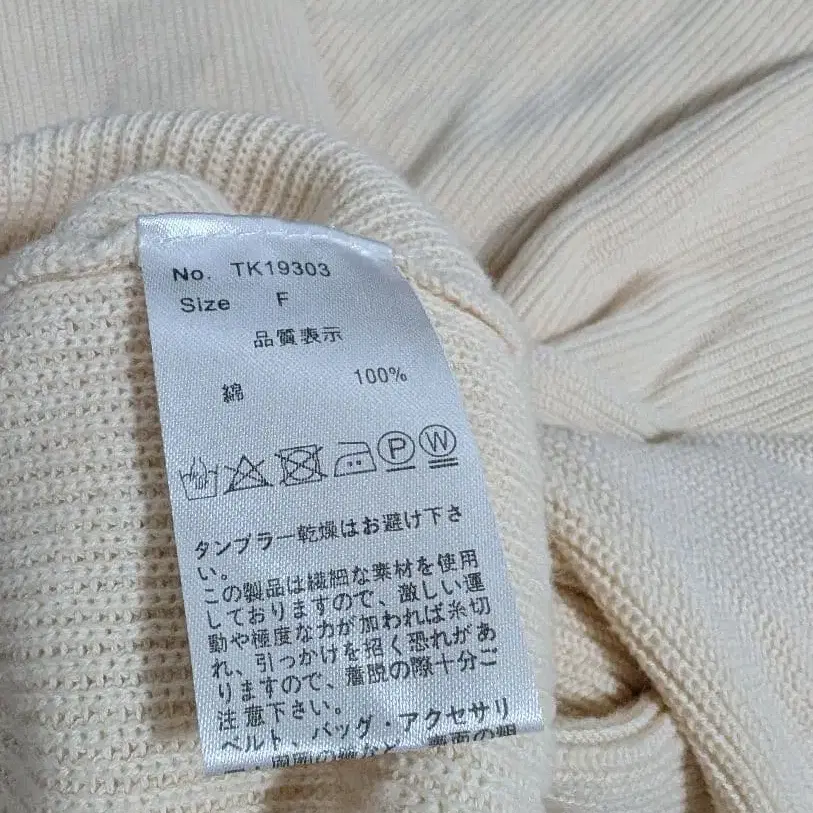 No. TK19303
Size F
品質表示
綿 100%
P W
タンブラー乾燥はお避け下さ
い。
この製品は繊細な素材を使用
しておりますので、激しい運
動や極度な力が加われば糸切
れ、引っかけを招く恐れがあ
りますので、着脱の際十分ご
注意下さい。
ベルト、バッグ・アクセサリ